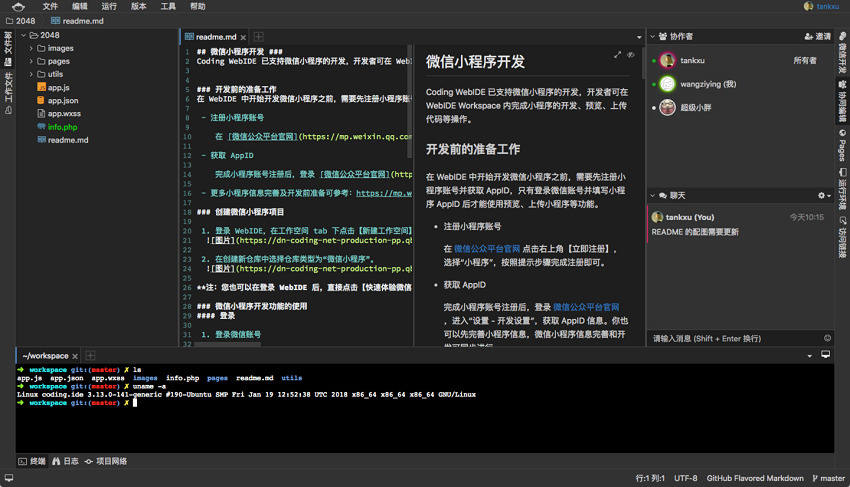 文件 编辑 运行 版本 工具 帮助 tankxu
2048 readme.md
文件树
工作文件
2048
images
pages
utils
app.js
app.json
app.wxss
info.php
readme.md
readme.md
1 ## 微信小程序开发 ###
2 Coding WebIDE 已支持微信小程序的开发，开发者可在 WebI
3
4
5 ### 开发前的准备工作
6 在 WebIDE 中开始开发微信小程序之前，需要先注册小程序账
7
8 - 注册小程序账号
9
10 在 [微信公众平台官网](https://mp.weixin.qq.com
11
12 - 获取 AppID
13
14 完成小程序账号注册后，登录 [微信公众平台官网](http
15
16 - 更多小程序信息完善及开发前准备可参考：https://mp.w
17
18 ### 创建微信小程序项目
19
20 1. 登录 WebIDE，在工作空间 tab 下点击【新建工作空间】
21 ![图片](https://dn-coding-net-production-pp.qb
22
23 2. 在创建新仓库中选择仓库类型为“微信小程序”。
24 ![图片](https://dn-coding-net-production-pp.qb
25
26 **注：您也可以在登录 WebIDE 后，直接点击【快速体验微信
27
28 ### 微信小程序开发功能的使用
29 #### 登录
30
31 1. 登录微信账号
32
微信小程序开发
Coding WebIDE 已支持微信小程序的开发，开发者可在
WebIDE Workspace 内完成小程序的开发、预览、上传
代码等操作。
开发前的准备工作
在 WebIDE 中开始开发微信小程序之前，需要先注册小
程序账号并获取 AppID，只有登录微信账号并填写小程
序 AppID 后才能使用预览、上传小程序等功能。
注册小程序账号
在 微信公众平台官网 点击右上角【立即注册】，
选择“小程序”，按照提示步骤完成注册即可。
获取 AppID
完成小程序账号注册后，登录 微信公众平台官网
，进入“设置 - 开发设置”，获取 AppID 信息。你也
可以先完善小程序信息，微信小程序信息完善和开
发可同步进行
协作者 邀请
tankxu 所有者
wangziying (我)
超级小胖
聊天
tankxu (You) 今天10:15
README 的配图需要更新
请输入消息 (Shift + Enter 换行)
微信开发
协同编辑
Pages
运行环境
访问链接
~/workspace
➜ workspace git:(master) ✗ ls
app.js app.json app.wxss images info.php pages readme.md utils
➜ workspace git:(master) ✗ uname -a
Linux coding.ide 3.13.0-141-generic #190-Ubuntu SMP Fri Jan 19 12:52:38 UTC 2018 x86_64 x86_64 x86_64 GNU/Linux
➜ workspace git:(master) ✗
终端 日志 项目网络
行:1 列:1 UTF-8 GitHub Flavored Markdown master